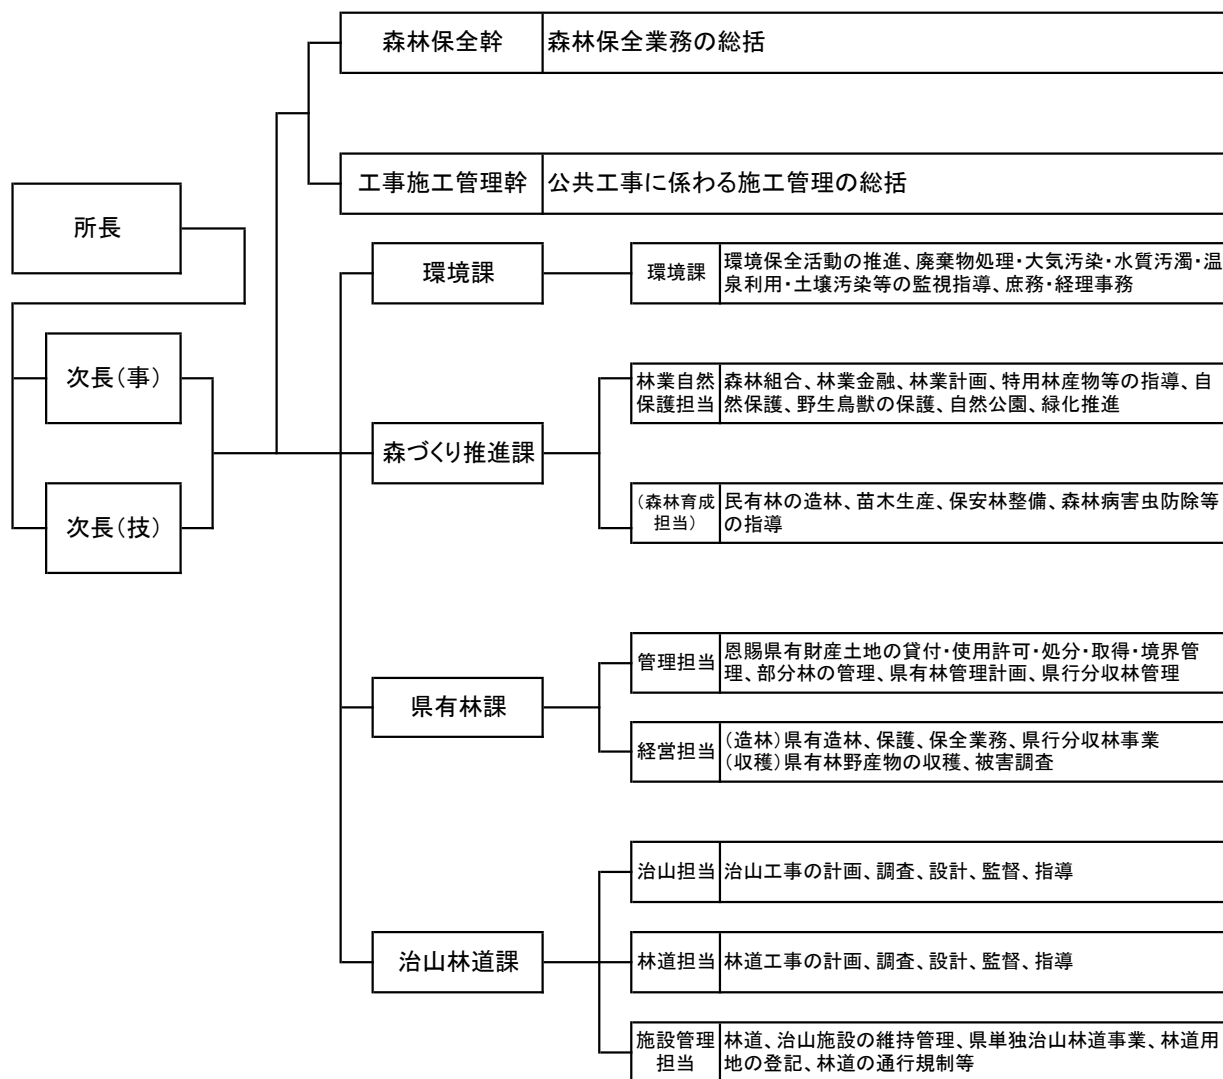 森林保全幹
森林保全業務の総括
工事施工管理幹
公共工事に係わる施工管理の総括
所長
次長(事)
次長(技)
環境課
環境課
環境保全活動の推進、廃棄物処理・大気汚染・水質汚濁・温
泉利用・土壌汚染等の監視指導、庶務・経理事務
森づくり推進課
林業自然
保護担当
森林組合、林業金融、林業計画、特用林産物等の指導、自
然保護、野生鳥獣の保護、自然公園、緑化推進
(森林育成
担当)
民有林の造林、苗木生産、保安林整備、森林病害虫防除等
の指導
県有林課
管理担当
恩賜県有財産土地の貸付・使用許可・処分・取得・境界管
理、部分林の管理、県有林管理計画、県行分収林管理
経営担当
(造林)県有造林、保護、保全業務、県行分収林事業
(収穫)県有林野産物の収穫、被害調査
治山林道課
治山担当
治山工事の計画、調査、設計、監督、指導
林道担当
林道工事の計画、調査、設計、監督、指導
施設管理
担当
林道、治山施設の維持管理、県単独治山林道事業、林道用
地の登記、林道の通行規制等